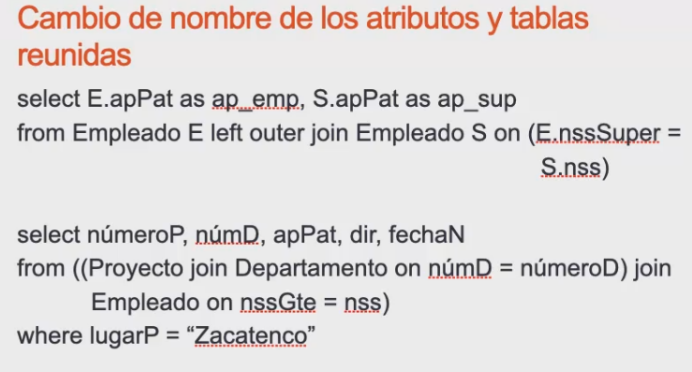 Cambio de nombre de los atributos y tablas
reunidas
select E.apPat as ap_emp, S.apPat as ap_sup
from Empleado E left outer join Empleado S on (E.nssSuper =
S.nss)
select númeroP, númD, apPat, dir, fechaN
from ((Proyecto join Departamento on númD = númeroD) join
Empleado on nssGte = nss)
where lugarP = “Zacatenco”